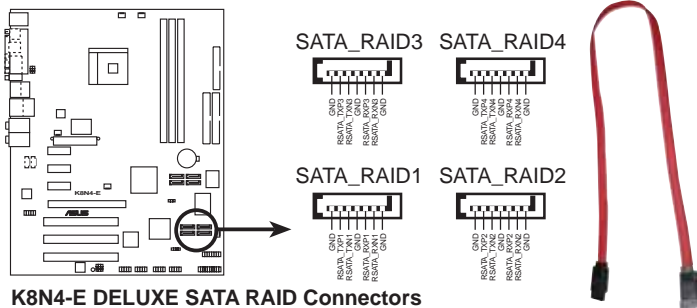 SATA_RAID3 SATA_RAID4
GND
RSATA_TXP3
RSATA_TXN3
GND
RSATA_RXP3
RSATA_RXN3
GND
GND
RSATA_TXP4
RSATA_TXN4
GND
RSATA_RXP4
RSATA_RXN4
GND
SATA_RAID1 SATA_RAID2
GND
RSATA_TXP1
RSATA_TXN1
GND
RSATA_RXP1
RSATA_RXN1
GND
GND
RSATA_TXP2
RSATA_TXN2
GND
RSATA_RXP2
RSATA_RXN2
GND
K8N4-E
ASUS
K8N4-E DELUXE SATA RAID Connectors